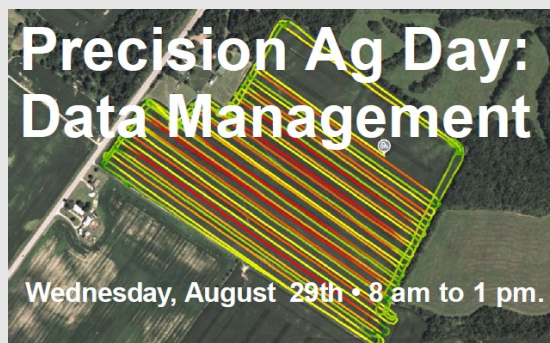 Precision Ag Day:
Data Management
Wednesday, August 29th • 8 am to 1 pm.